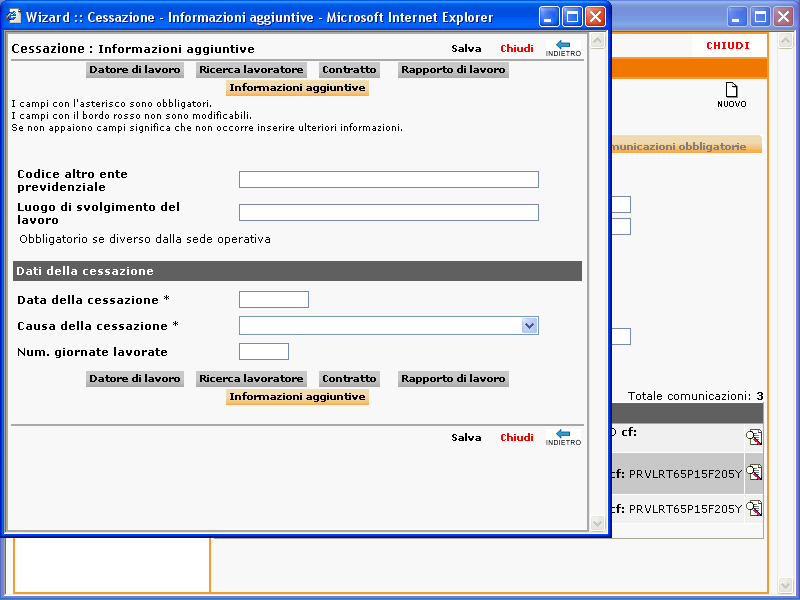 Wizard :: Cessazione - Informazioni aggiuntive - Microsoft Internet Explorer
Cessazione : Informazioni aggiuntive
Salva Chiudi INDIETRO
Datore di lavoro Ricerca lavoratore Contratto Rapporto di lavoro
Informazioni aggiuntive
I campi con l'asterisco sono obbligatori.
I campi con il bordo rosso non sono modificabili.
Se non appaiono campi significa che non occorre inserire ulteriori informazioni.
Codice altro ente
previdenziale
Luogo di svolgimento del
lavoro
Obbligatorio se diverso dalla sede operativa
Dati della cessazione
Data della cessazione *
Causa della cessazione *
Num. giornate lavorate
Datore di lavoro Ricerca lavoratore Contratto Rapporto di lavoro
Informazioni aggiuntive
Salva Chiudi INDIETRO
CHIUDI
NUOVO
municazioni obbligatorie
Totale comunicazioni: 3
cf:
cf: PRVLRT65P15F205Y
cf: PRVLRT65P15F205Y